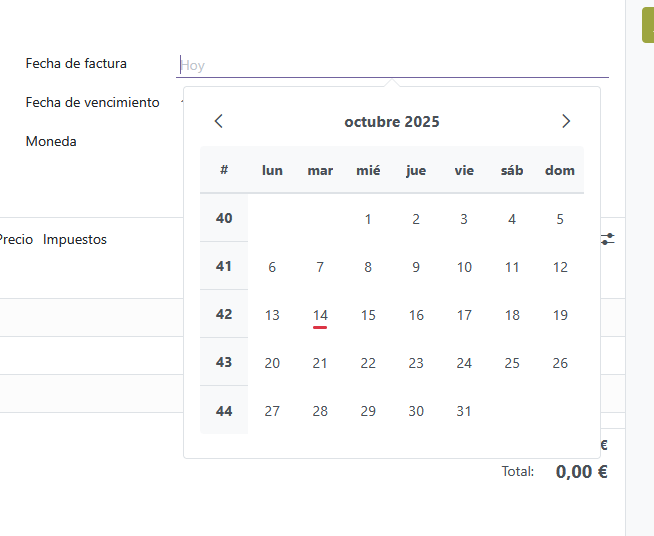 Fecha de factura Hoy
Fecha de vencimiento
Moneda
octubre 2025
# lun mar mié jue vie sáb dom
40 1 2 3 4 5
Precio Impuestos
41 6 7 8 9 10 11 12
42 13 14 15 16 17 18 19
43 20 21 22 23 24 25 26
44 27 28 29 30 31
€
Total: 0,00 €